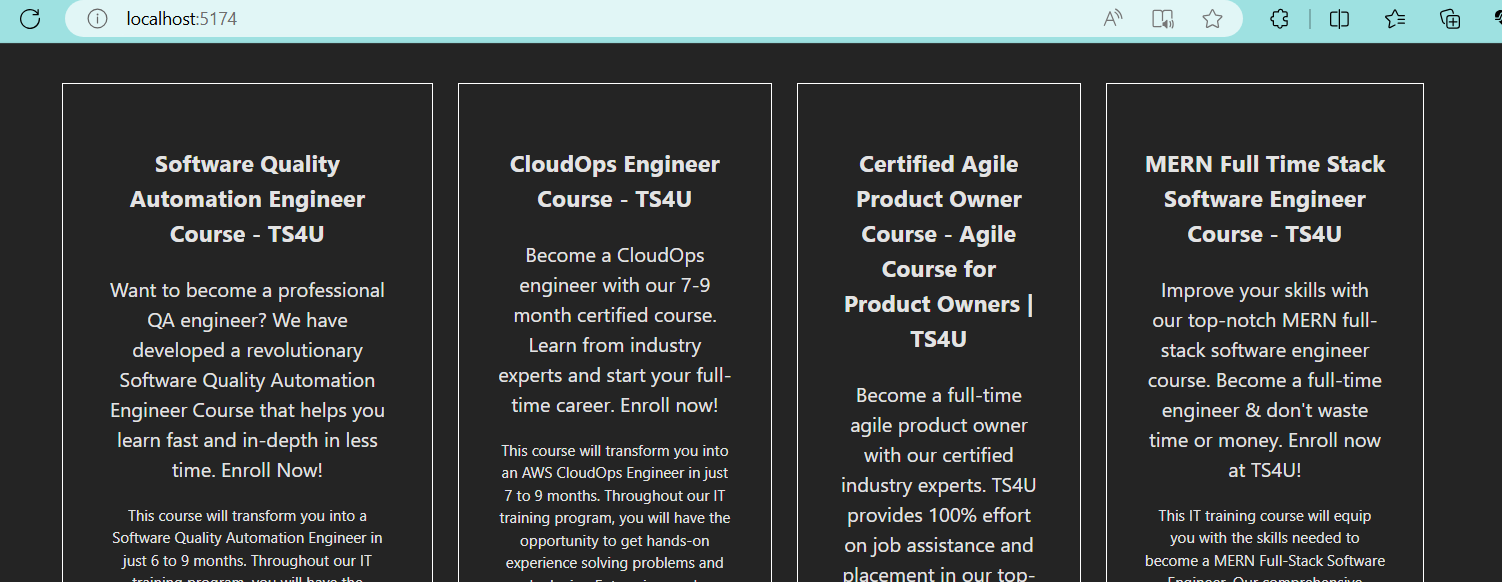 localhost:5174
Software Quality
Automation Engineer
Course - TS4U
Want to become a professional
QA engineer? We have
developed a revolutionary
Software Quality Automation
Engineer Course that helps you
learn fast and in-depth in less
time. Enroll Now!
This course will transform you into a
Software Quality Automation Engineer in
just 6 to 9 months. Throughout our IT
training program, you will have the
CloudOps Engineer
Course - TS4U
Become a CloudOps
engineer with our 7-9
month certified course.
Learn from industry
experts and start your full-
time career. Enroll now!
This course will transform you into
an AWS CloudOps Engineer in just
7 to 9 months. Throughout our IT
training program, you will have the
opportunity to get hands-on
experience solving problems and
Certified Agile
Product Owner
Course - Agile
Course for
Product Owners |
TS4U
Become a full-time
agile product owner
with our certified
industry experts. TS4U
provides 100% effort
on job assistance and
placement in our top-
MERN Full Time Stack
Software Engineer
Course - TS4U
Improve your skills with
our top-notch MERN full-
stack software engineer
course. Become a full-time
engineer & don't waste
time or money. Enroll now
at TS4U!
This IT training course will equip
you with the skills needed to
become a MERN Full-Stack Software
Engineer. Our comprehensive